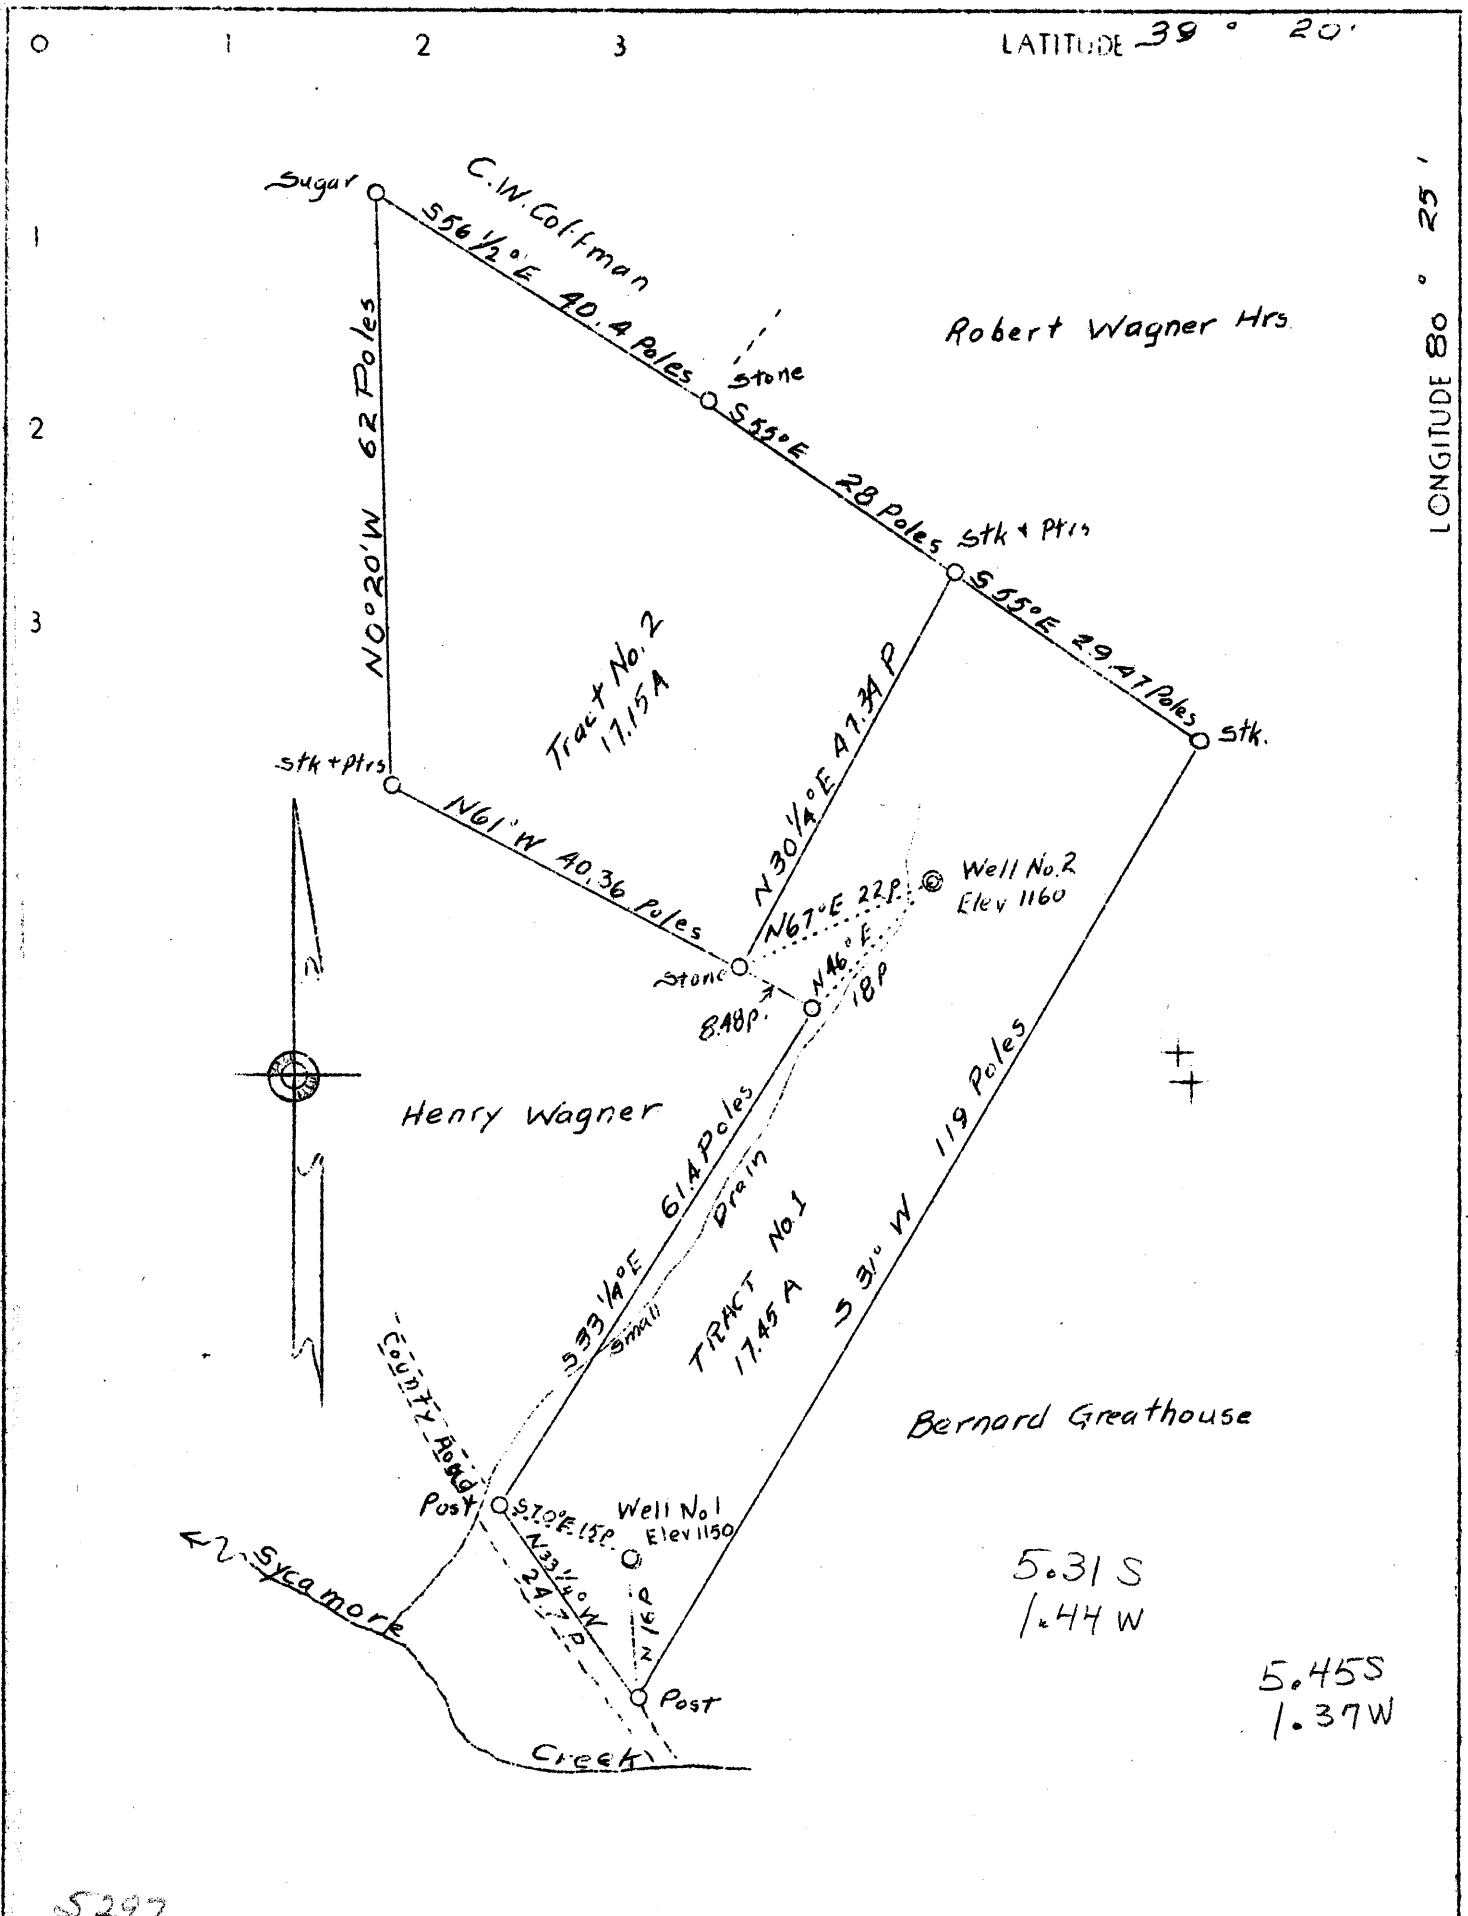 0 1 2 3
LATITUDE 39° 20'
LONGITUDE 80° 25'
1
2
3
Sugar
C.W. Coffman
S56 1/2°E 40.4 Poles
Robert Wagner Hrs.
Stone
S55°E 28 Poles
Stk + Ptrs
S55°E 29.47 Poles
Stk.
N0°20'W 62 Poles
Tract No. 2
17.15 A
N30 1/4°E 47.34 P
Stk + Ptrs
N61°W 40.36 Poles
Well No. 2
Elev 1160
N67°E 22P.
N46°E
18P
Stone
8.48P.
Henry Wagner
61.4 Poles
S33 1/4°E
Small Drain
119 Poles
S 31° W
TRACT No. 1
17.45 A
Bernard Greathouse
County Road
Post
S70°E 15P.
Well No 1
Elev 1150
N33 1/4°W
24.7 P
N 16 P
Post
Sycamore
Creek
5.31 S
1.44 W
5.45 S
1.37 W